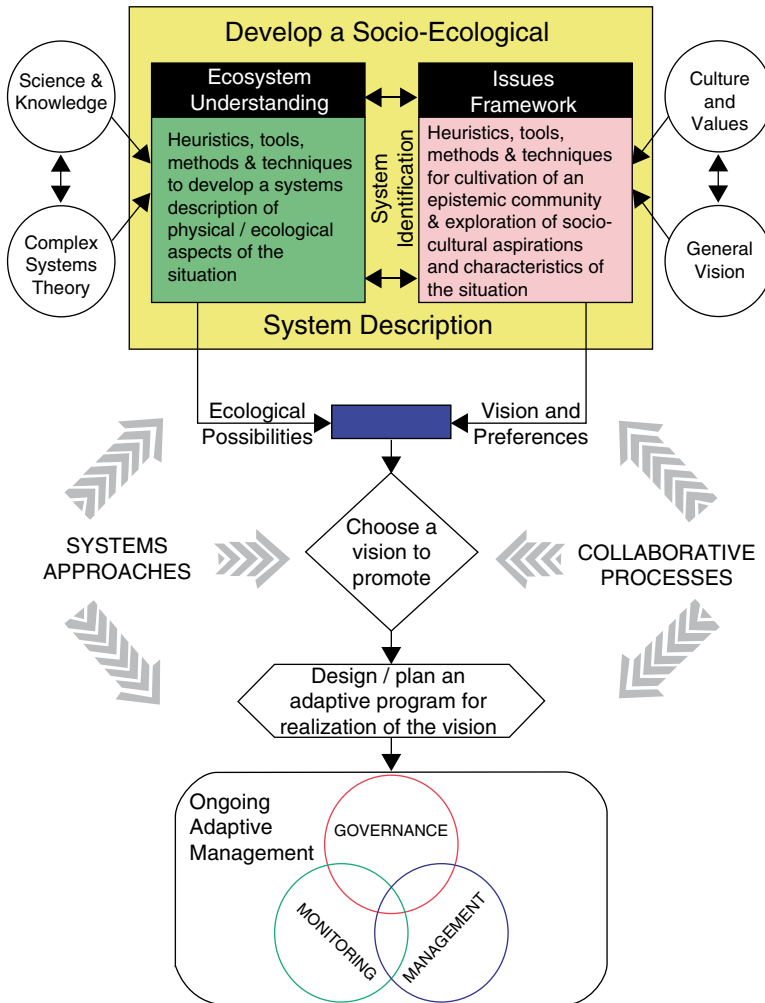 Develop a Socio-Ecological
Science &
Knowledge
Complex
Systems
Theory
Ecosystem
Understanding
Heuristics, tools,
methods & techniques
to develop a systems
description of
physical / ecological
aspects of the
situation
System
Identification
Issues
Framework
Heuristics, tools,
methods & techniques
for cultivation of an
epistemic community
& exploration of socio-
cultural aspirations
and characteristics of
the situation
Culture
and
Values
General
Vision
System Description
Ecological
Possibilities
Vision and
Preferences
SYSTEMS
APPROACHES
Choose a
vision to
promote
COLLABORATIVE
PROCESSES
Design / plan an
adaptive program for
realization of the vision
Ongoing
Adaptive
Management
GOVERNANCE
MONITORING
MANAGEMENT